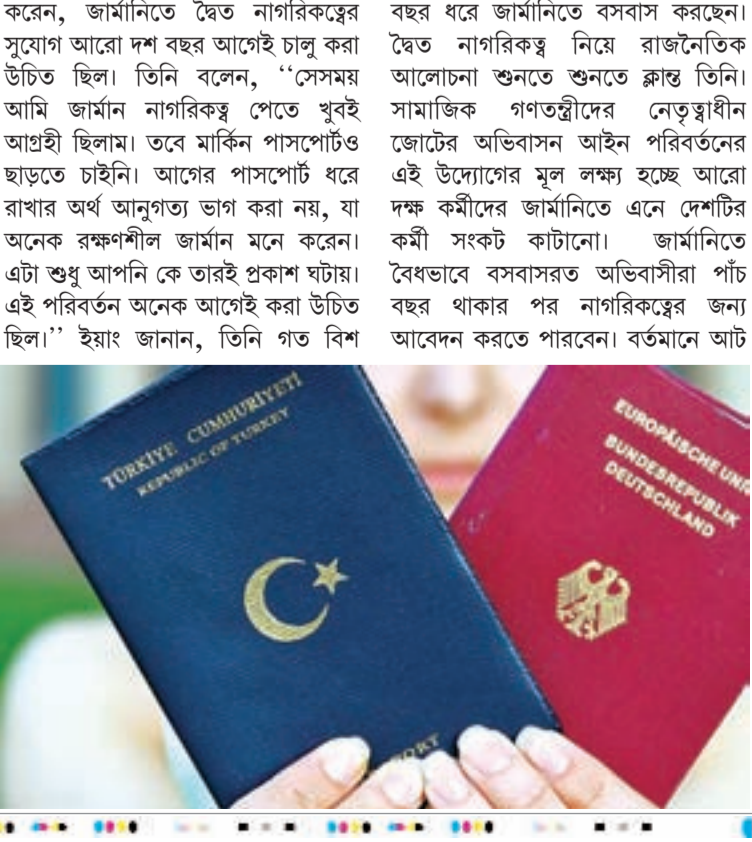 করেন, জার্মানিতে দ্বৈত নাগরিকত্বের
সুযোগ আরো দশ বছর আগেই চালু করা
উচিত ছিল। তিনি বলেন, ‘‘সেসময়
আমি জার্মান নাগরিকত্ব পেতে খুবই
আগ্রহী ছিলাম। তবে মার্কিন পাসপোর্টও
ছাড়তে চাইনি। আগের পাসপোর্ট ধরে
রাখার অর্থ আনুগত্য ভাগ করা নয়, যা
অনেক রক্ষণশীল জার্মান মনে করেন।
এটা শুধু আপনি কে তারই প্রকাশ ঘটায়।
এই পরিবর্তন অনেক আগেই করা উচিত
ছিল।’’ ইয়াং জানান, তিনি গত বিশ
বছর ধরে জার্মানিতে বসবাস করছেন।
দ্বৈত নাগরিকত্ব নিয়ে রাজনৈতিক
আলোচনা শুনতে শুনতে ক্লান্ত তিনি।
সামাজিক গণতন্ত্রীদের নেতৃত্বাধীন
জোটের অভিবাসন আইন পরিবর্তনের
এই উদ্যোগের মূল লক্ষ্য হচ্ছে আরো
দক্ষ কর্মীদের জার্মানিতে এনে দেশটির
কর্মী সংকট কাটানো। জার্মানিতে
বৈধভাবে বসবাসরত অভিবাসীরা পাঁচ
বছর থাকার পর নাগরিকত্বের জন্য
আবেদন করতে পারবেন। বর্তমানে আট
TÜRKİYE CUMHURİYETİ
REPUBLIC OF TURKEY
PORT
EUROPÄISCHE UNI
BUNDESREPUBLIK
DEUTSCHLAND